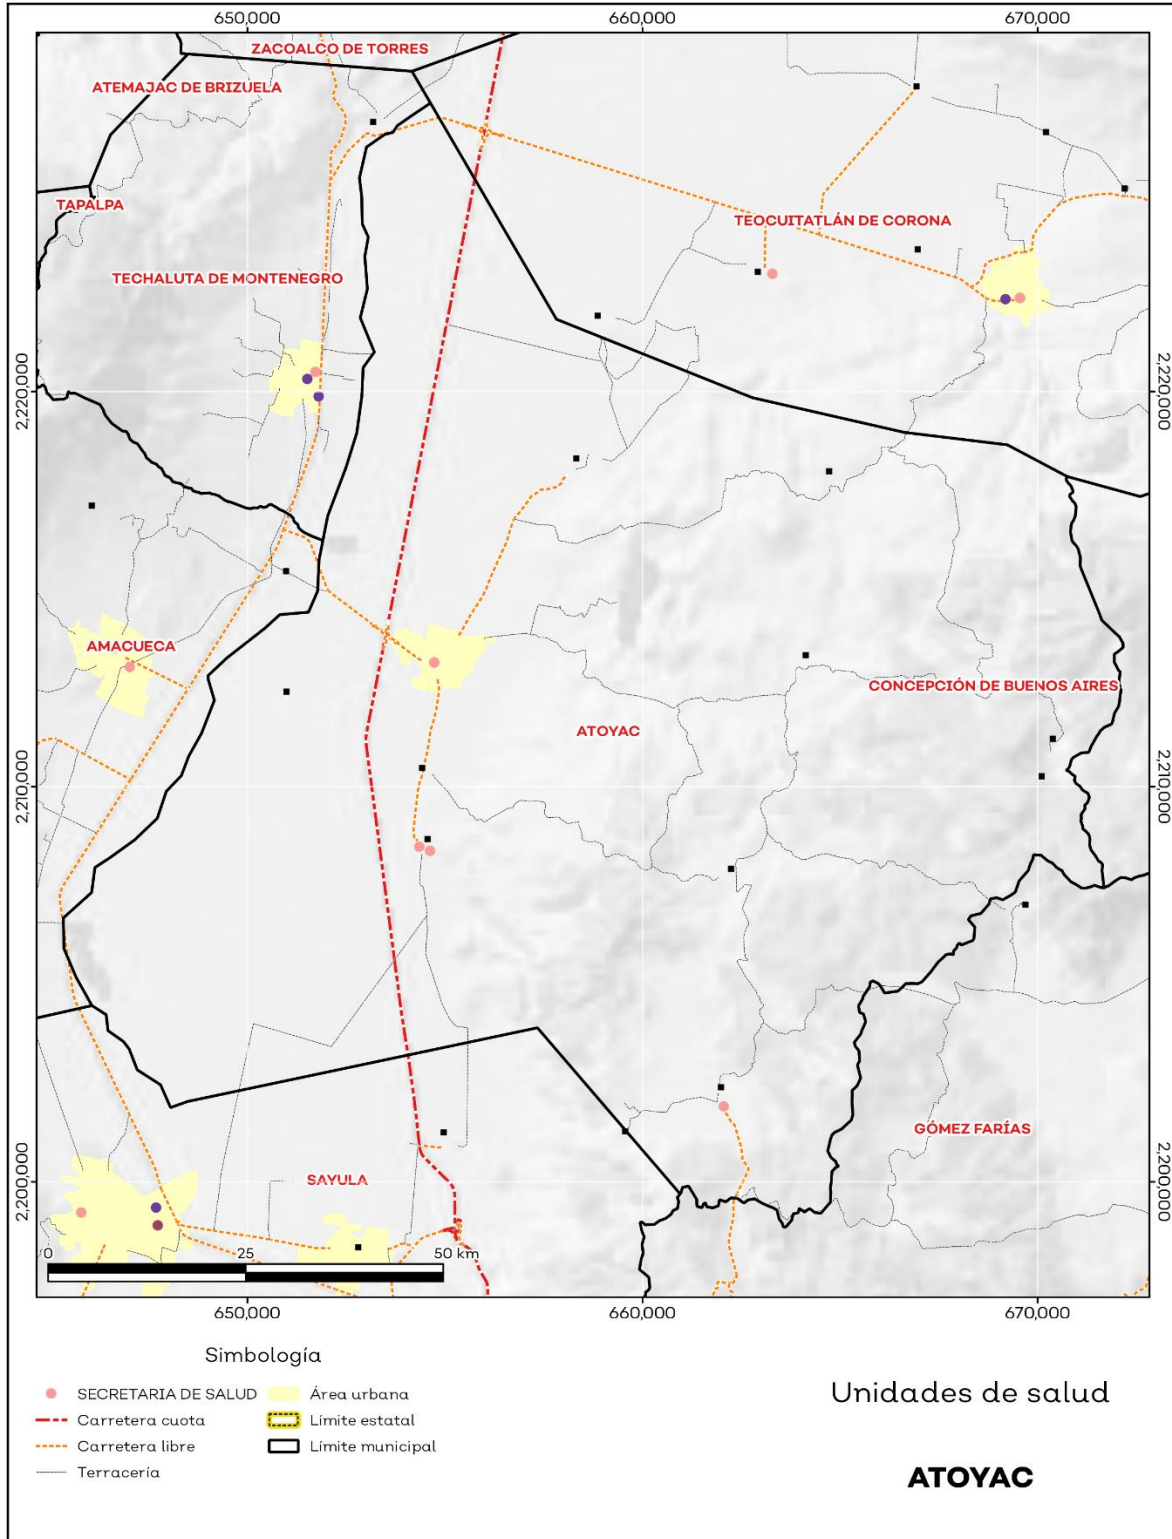 650,000 660,000 670,000
ZACOALCO DE TORRES
ATEMAJAC DE BRIZUELA
TAPALPA
TEOCUITATLÁN DE CORONA
TECHALUTA DE MONTENEGRO
2,220,000 2,220,000
AMACUECA
CONCEPCIÓN DE BUENOS AIRES
ATOYAC
2,210,000 2,210,000
GÓMEZ FARÍAS
SAYULA
2,200,000 2,200,000
0 25 50 km
650,000 660,000 670,000
Simbología
SECRETARIA DE SALUD
Carretera cuota
Carretera libre
Terracería
Área urbana
Límite estatal
Límite municipal
Unidades de salud
ATOYAC